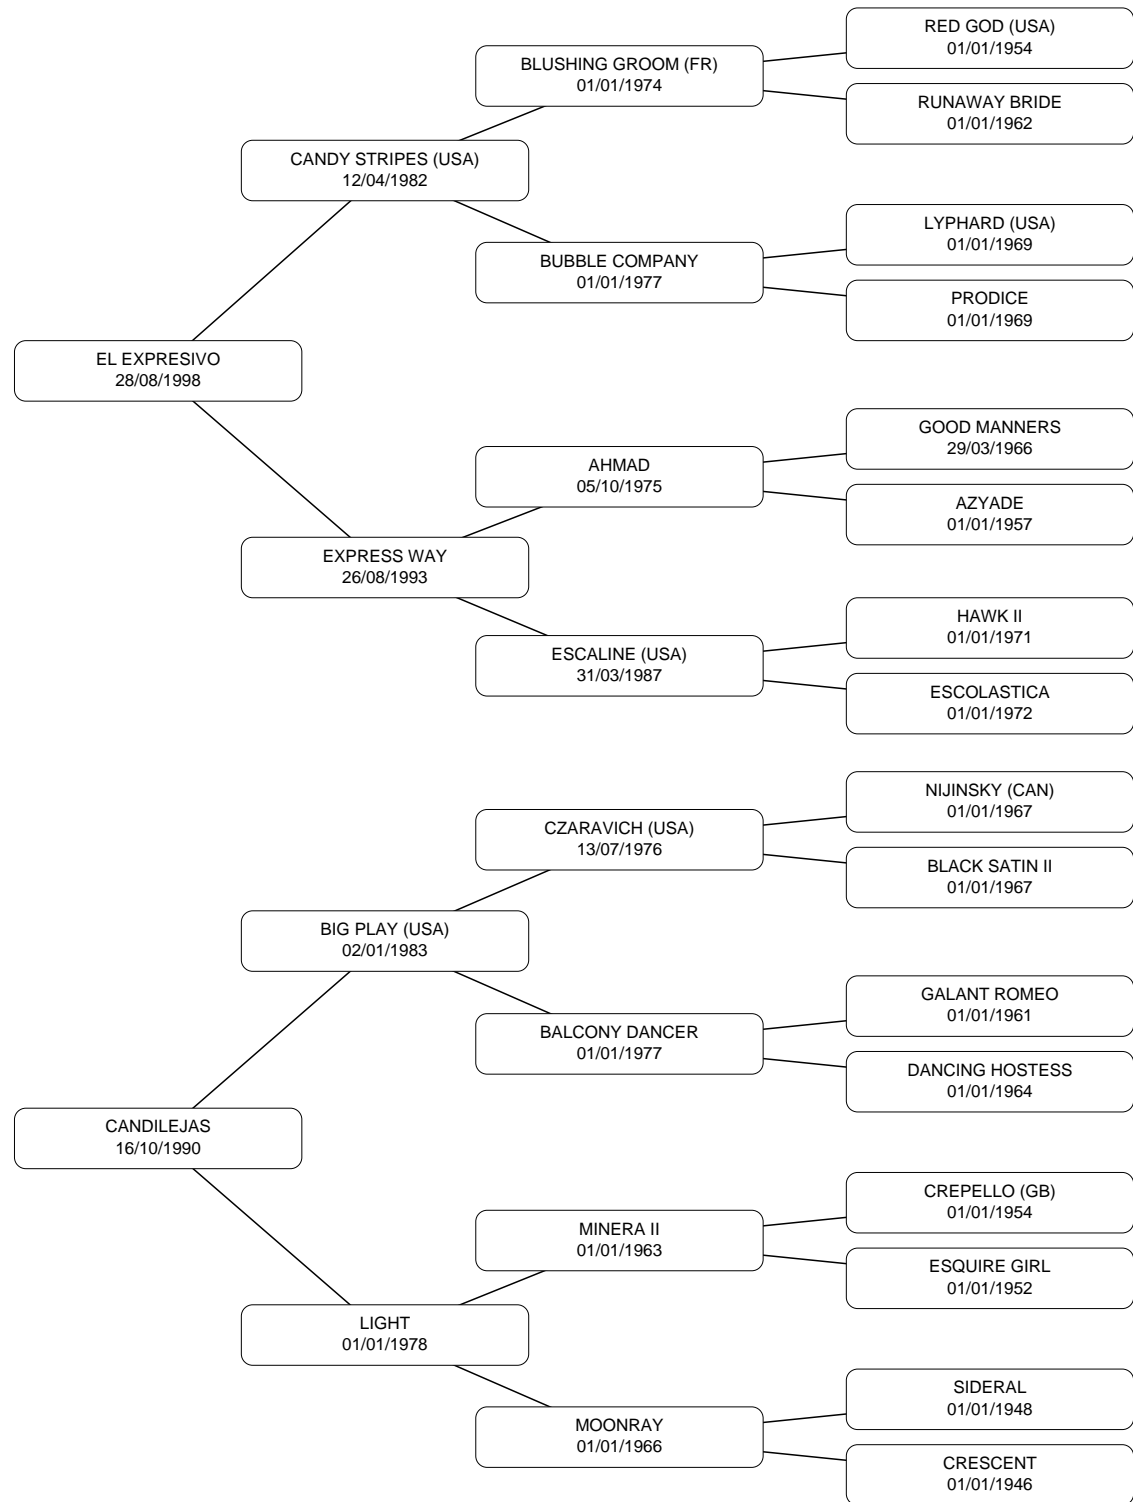 RED GOD (USA)
01/01/1954
BLUSHING GROOM (FR)
01/01/1974
RUNAWAY BRIDE
01/01/1962
CANDY STRIPES (USA)
12/04/1982
LYPHARD (USA)
01/01/1969
BUBBLE COMPANY
01/01/1977
PRODICE
01/01/1969
EL EXPRESIVO
28/08/1998
GOOD MANNERS
29/03/1966
AHMAD
05/10/1975
AZYADE
01/01/1957
EXPRESS WAY
26/08/1993
HAWK II
01/01/1971
ESCALINE (USA)
31/03/1987
ESCOLASTICA
01/01/1972
NIJINSKY (CAN)
01/01/1967
CZARAVICH (USA)
13/07/1976
BLACK SATIN II
01/01/1967
BIG PLAY (USA)
02/01/1983
GALANT ROMEO
01/01/1961
BALCONY DANCER
01/01/1977
DANCING HOSTESS
01/01/1964
CANDILEJAS
16/10/1990
CREPELLO (GB)
01/01/1954
MINERA II
01/01/1963
ESQUIRE GIRL
01/01/1952
LIGHT
01/01/1978
SIDERAL
01/01/1948
MOONRAY
01/01/1966
CRESCENT
01/01/1946